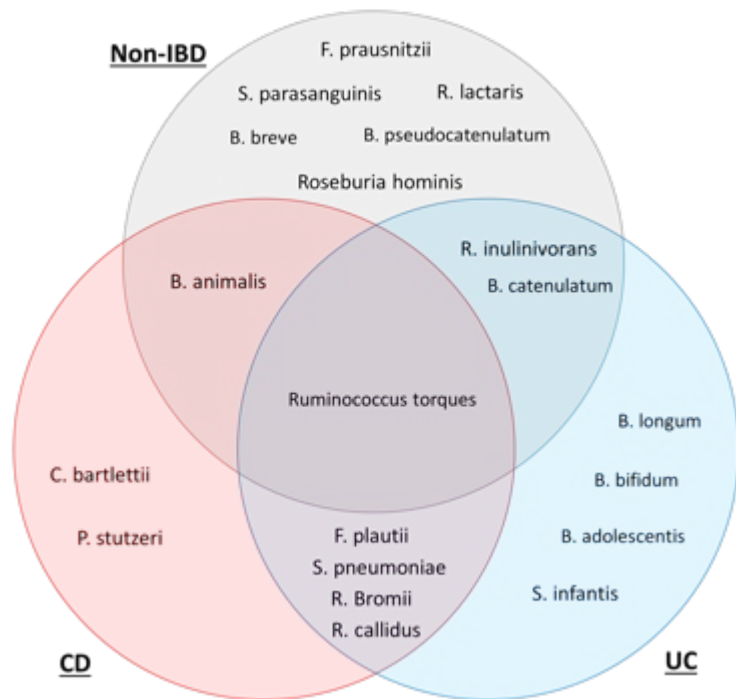 Non-IBD
F. prausnitzii
S. parasanguinis R. lactaris
B. breve B. pseudocatenulatum
Roseburia hominis
R. inulinivorans
B. animalis B. catenulatum
Ruminococcus torques
B. longum
C. bartlettii B. bifidum
P. stutzeri F. plautii B. adolescentis
S. pneumoniae
R. Bromii S. infantis
R. callidus
CD UC